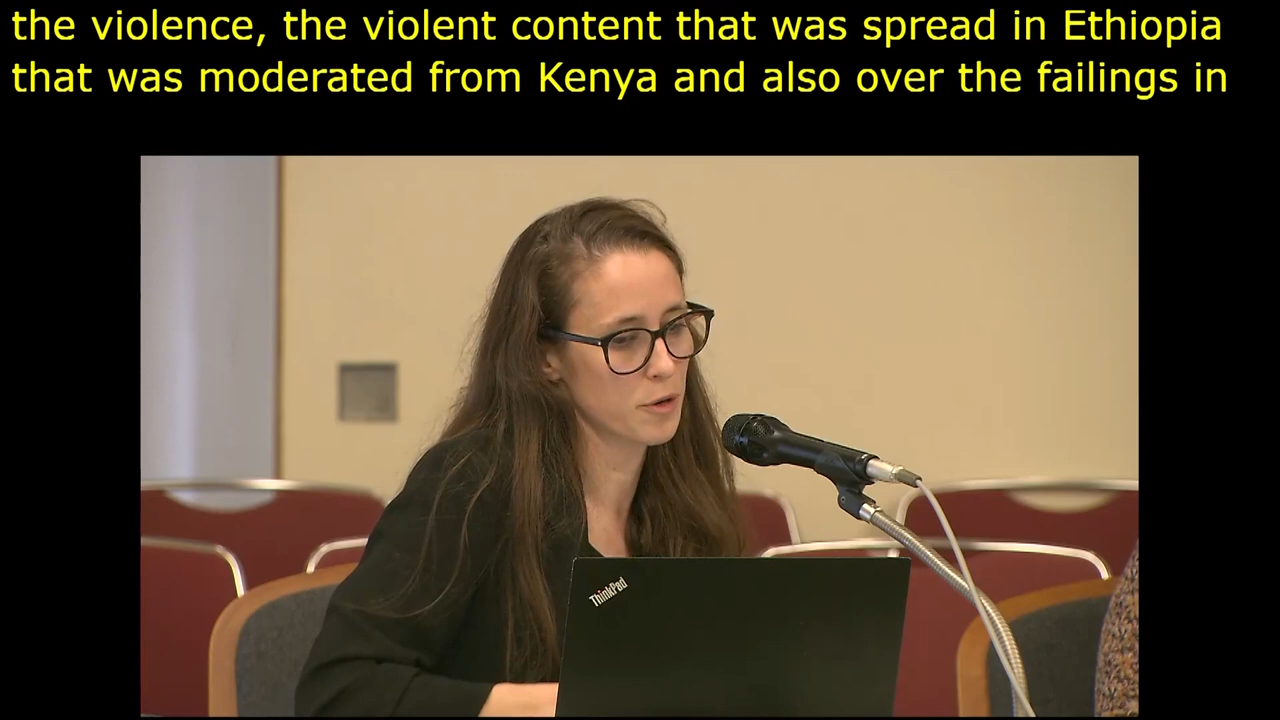 the violence, the violent content that was spread in Ethiopia
that was moderated from Kenya and also over the failings in
ThinkPad